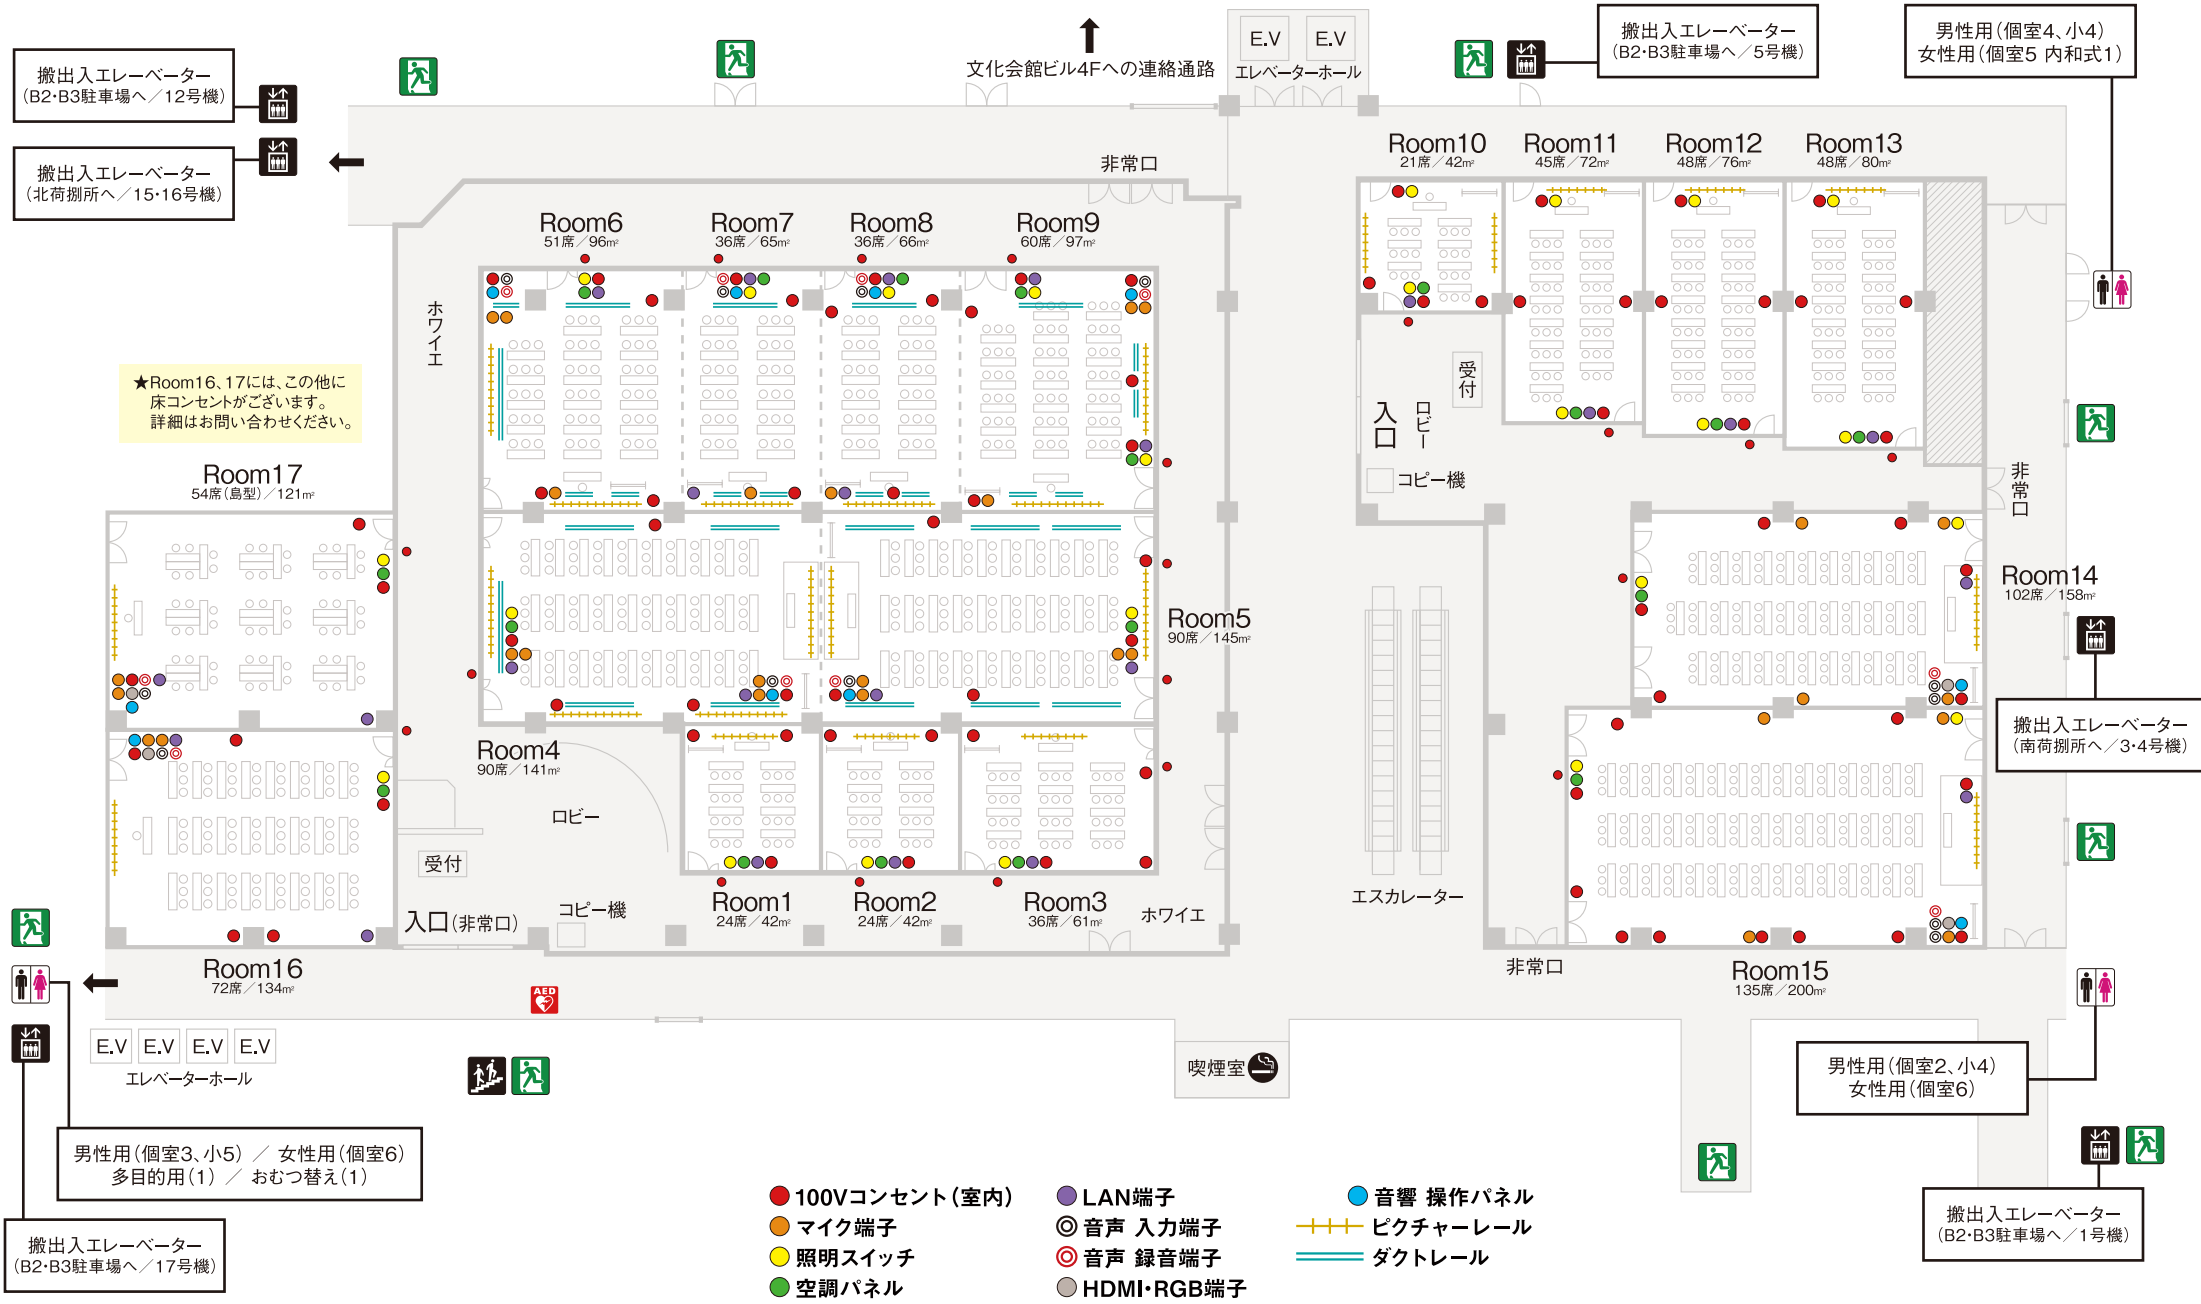 搬出入エレーベーター
(B2・B3駐車場へ／12号機)
搬出入エレーベーター
(北荷捌所へ／15・16号機)
文化会館ビル4Fへの連絡通路
E.V
E.V
エレベーターホール
搬出入エレーベーター
(B2・B3駐車場へ／5号機)
男性用(個室4、小4)
女性用(個室5 内和式1)
非常口
Room10
21席／42㎡
Room11
45席／72㎡
Room12
48席／76㎡
Room13
48席／80㎡
Room6
51席／96㎡
Room7
36席／65㎡
Room8
36席／66㎡
Room9
60席／97㎡
ホワイエ
★Room16、17には、この他に
床コンセントがございます。
詳細はお問い合わせください。
受付
入口
ロビー
コピー機
非常口
Room17
54席(島型)／121㎡
Room14
102席／158㎡
Room5
90席／145㎡
搬出入エレーベーター
(南荷捌所へ／3・4号機)
Room4
90席／141㎡
ロビー
受付
入口(非常口)
コピー機
Room1
24席／42㎡
Room2
24席／42㎡
Room3
36席／61㎡
ホワイエ
エスカレーター
非常口
Room16
72席／134㎡
Room15
135席／200㎡
AED
E.V
E.V
E.V
E.V
エレベーターホール
喫煙室
男性用(個室2、小4)
女性用(個室6)
男性用(個室3、小5) ／ 女性用(個室6)
多目的用(1) ／ おむつ替え(1)
搬出入エレーベーター
(B2・B3駐車場へ／17号機)
搬出入エレーベーター
(B2・B3駐車場へ／1号機)
100Vコンセント(室内)
マイク端子
照明スイッチ
空調パネル
LAN端子
音声 入力端子
音声 録音端子
HDMI・RGB端子
音響 操作パネル
ピクチャーレール
ダクトレール